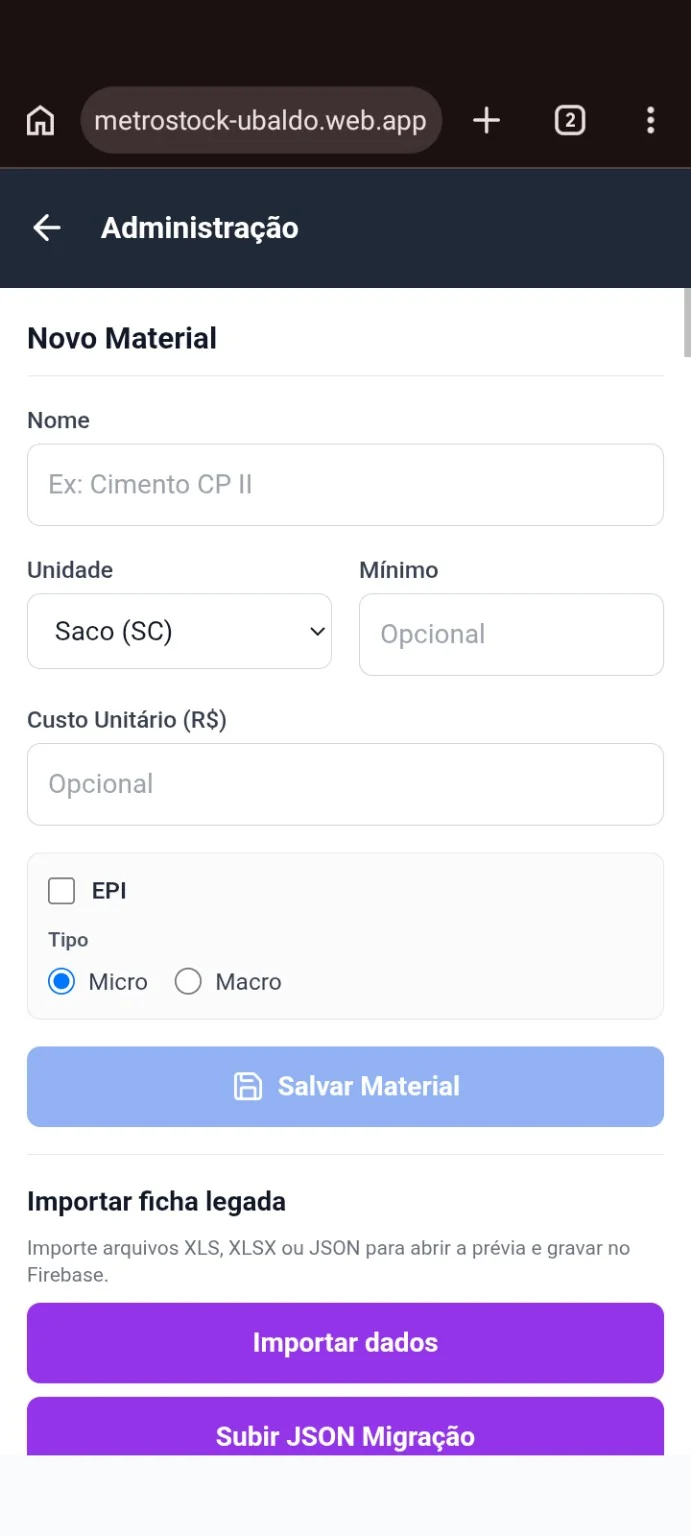 metrostock-ubaldo.web.app
2
Administração
Novo Material
Nome
Ex: Cimento CP II
Unidade
Mínimo
Saco (SC)
Opcional
Custo Unitário (R$)
Opcional
EPI
Tipo
Micro
Macro
Salvar Material
Importar ficha legada
Importe arquivos XLS, XLSX ou JSON para abrir a prévia e gravar no
Firebase.
Importar dados
Subir JSON Migração